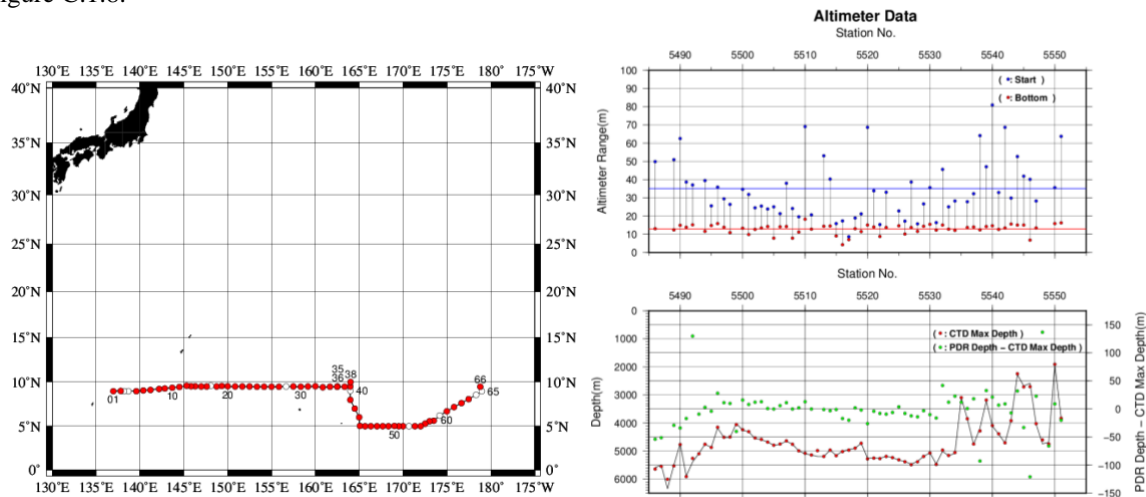 Altimeter Data
Station No.
5490 5500 5510 5520 5530 5540 5550
130°E 135°E 140°E 145°E 150°E 155°E 160°E 165°E 170°E 175°E 180° 175°W
40°N 40°N
35°N 35°N
30°N 30°N
25°N 25°N
20°N 20°N
15°N 15°N
10°N 10°N
5°N 5°N
0° 0°
35
36 38
40
66
65
01 10 20 30
50
60
130°E 135°E 140°E 145°E 150°E 155°E 160°E 165°E 170°E 175°E 180° 175°W
Altimeter Range(m)
100
90
80
70
60
50
40
30
20
10
0
( : Start )
( : Bottom )
Station No.
5490 5500 5510 5520 5530 5540 5550
Depth(m)
0
1000
2000
3000
4000
5000
6000
( : CTD Max Depth )
( : PDR Depth − CTD Max Depth )
150
100
50
0
−50
−100
−150
PDR Depth − CTD Max Depth(m)